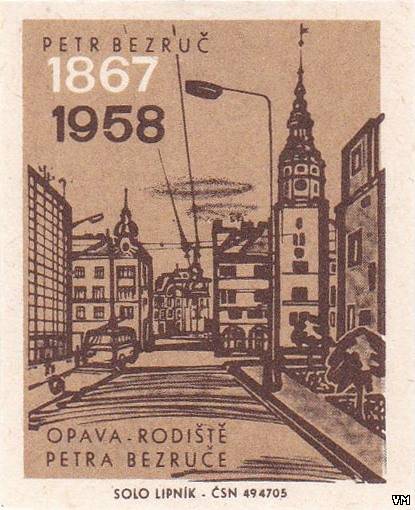 PETR BEZRUČ
1867
1958
OPAVA-RODIŠTĚ
PETRA BEZRUČE
SOLO LIPNÍK - ČSN 494705
VM